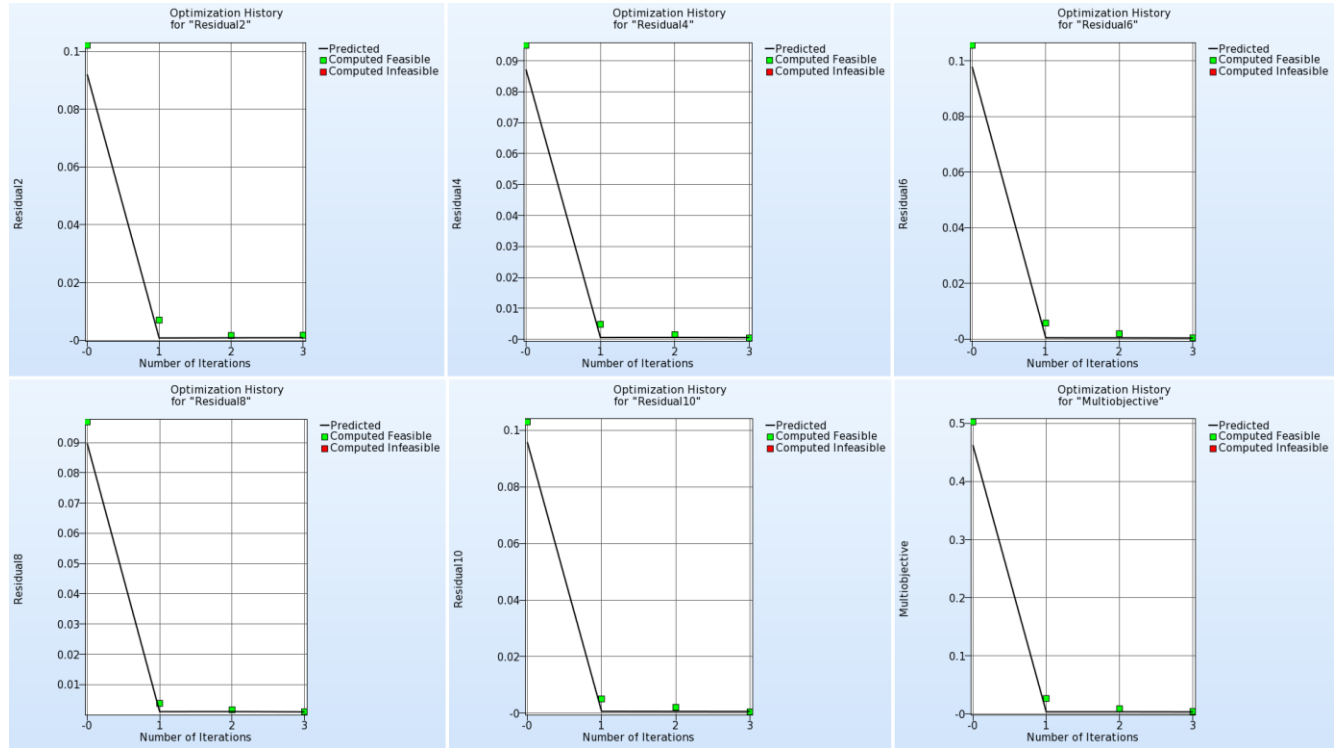 Optimization History
for "Residual2"
Predicted
Computed Feasible
Computed Infeasible
0.1
0.08
0.06
0.04
0.02
-0
Residual2
-0 1 2 3
Number of Iterations
Optimization History
for "Residual4"
Predicted
Computed Feasible
Computed Infeasible
0.09
0.08
0.07
0.06
0.05
0.04
0.03
0.02
0.01
-0
Residual4
-0 1 2 3
Number of Iterations
Optimization History
for "Residual6"
Predicted
Computed Feasible
Computed Infeasible
0.1
0.08
0.06
0.04
0.02
-0
Residual6
-0 1 2 3
Number of Iterations
Optimization History
for "Residual8"
Predicted
Computed Feasible
Computed Infeasible
0.09
0.08
0.07
0.06
0.05
0.04
0.03
0.02
0.01
Residual8
-0 1 2 3
Number of Iterations
Optimization History
for "Residual10"
Predicted
Computed Feasible
Computed Infeasible
0.1
0.08
0.06
0.04
0.02
-0
Residual10
-0 1 2 3
Number of Iterations
Optimization History
for "Multiobjective"
Predicted
Computed Feasible
Computed Infeasible
0.5
0.4
0.3
0.2
0.1
-0
Multiobjective
-0 1 2 3
Number of Iterations